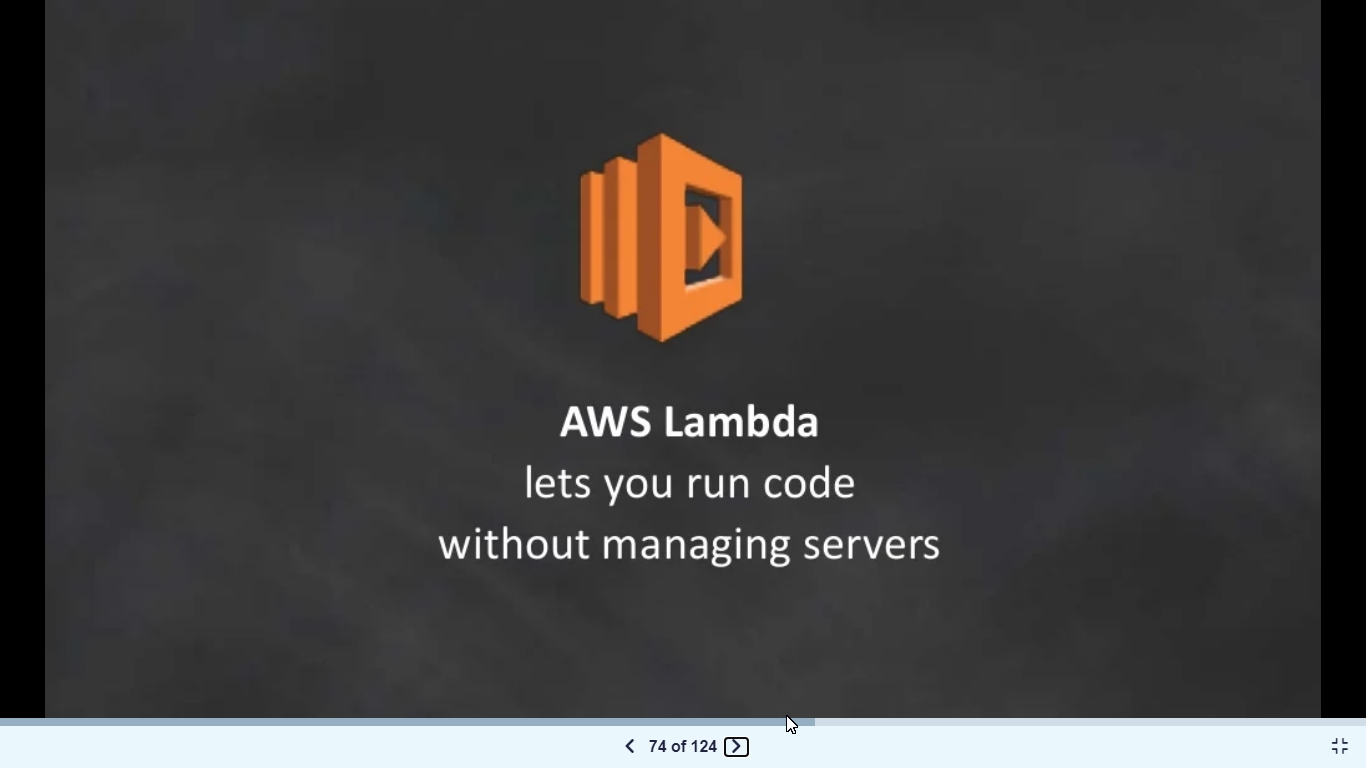 AWS Lambda
lets you run code
without managing servers
74 of 124